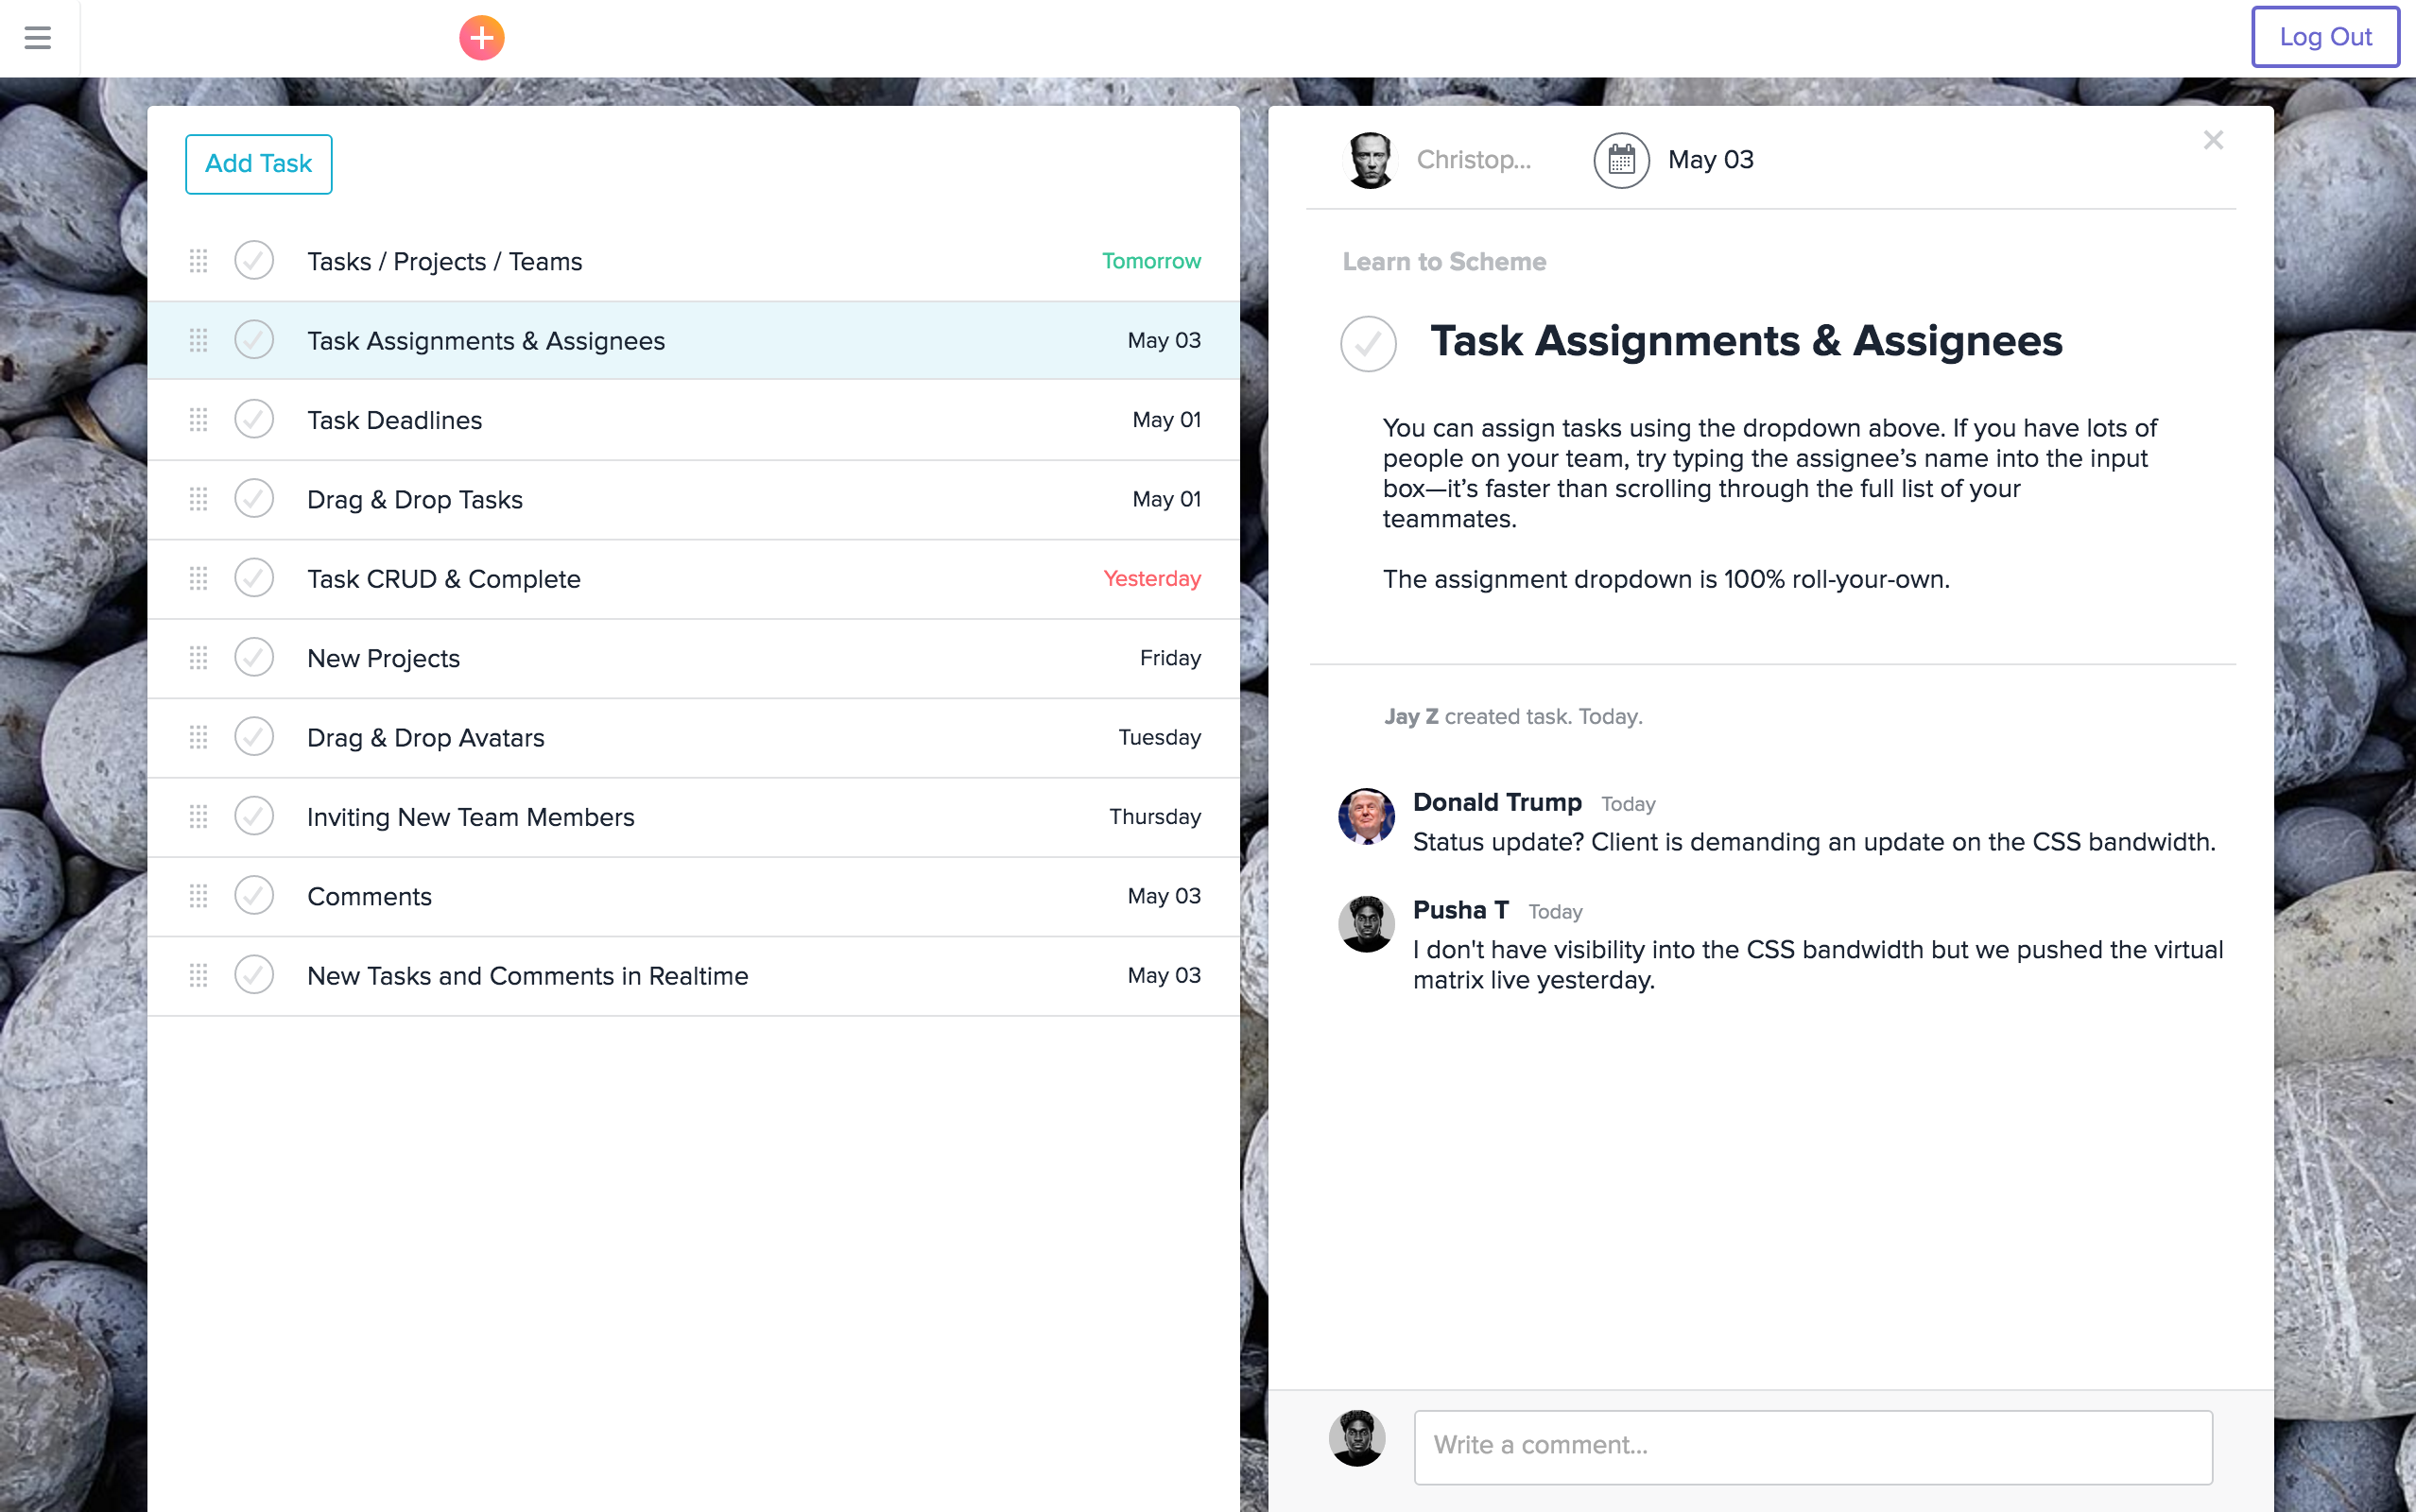 Log Out
Add Task
Tasks / Projects / Teams Tomorrow
Task Assignments & Assignees May 03
Task Deadlines May 01
Drag & Drop Tasks May 01
Task CRUD & Complete Yesterday
New Projects Friday
Drag & Drop Avatars Tuesday
Inviting New Team Members Thursday
Comments May 03
New Tasks and Comments in Realtime May 03
Christop... May 03
Learn to Scheme
Task Assignments & Assignees
You can assign tasks using the dropdown above. If you have lots of
people on your team, try typing the assignee’s name into the input
box—it’s faster than scrolling through the full list of your
teammates.
The assignment dropdown is 100% roll-your-own.
Jay Z created task. Today.
Donald Trump Today
Status update? Client is demanding an update on the CSS bandwidth.
Pusha T Today
I don't have visibility into the CSS bandwidth but we pushed the virtual
matrix live yesterday.
Write a comment...